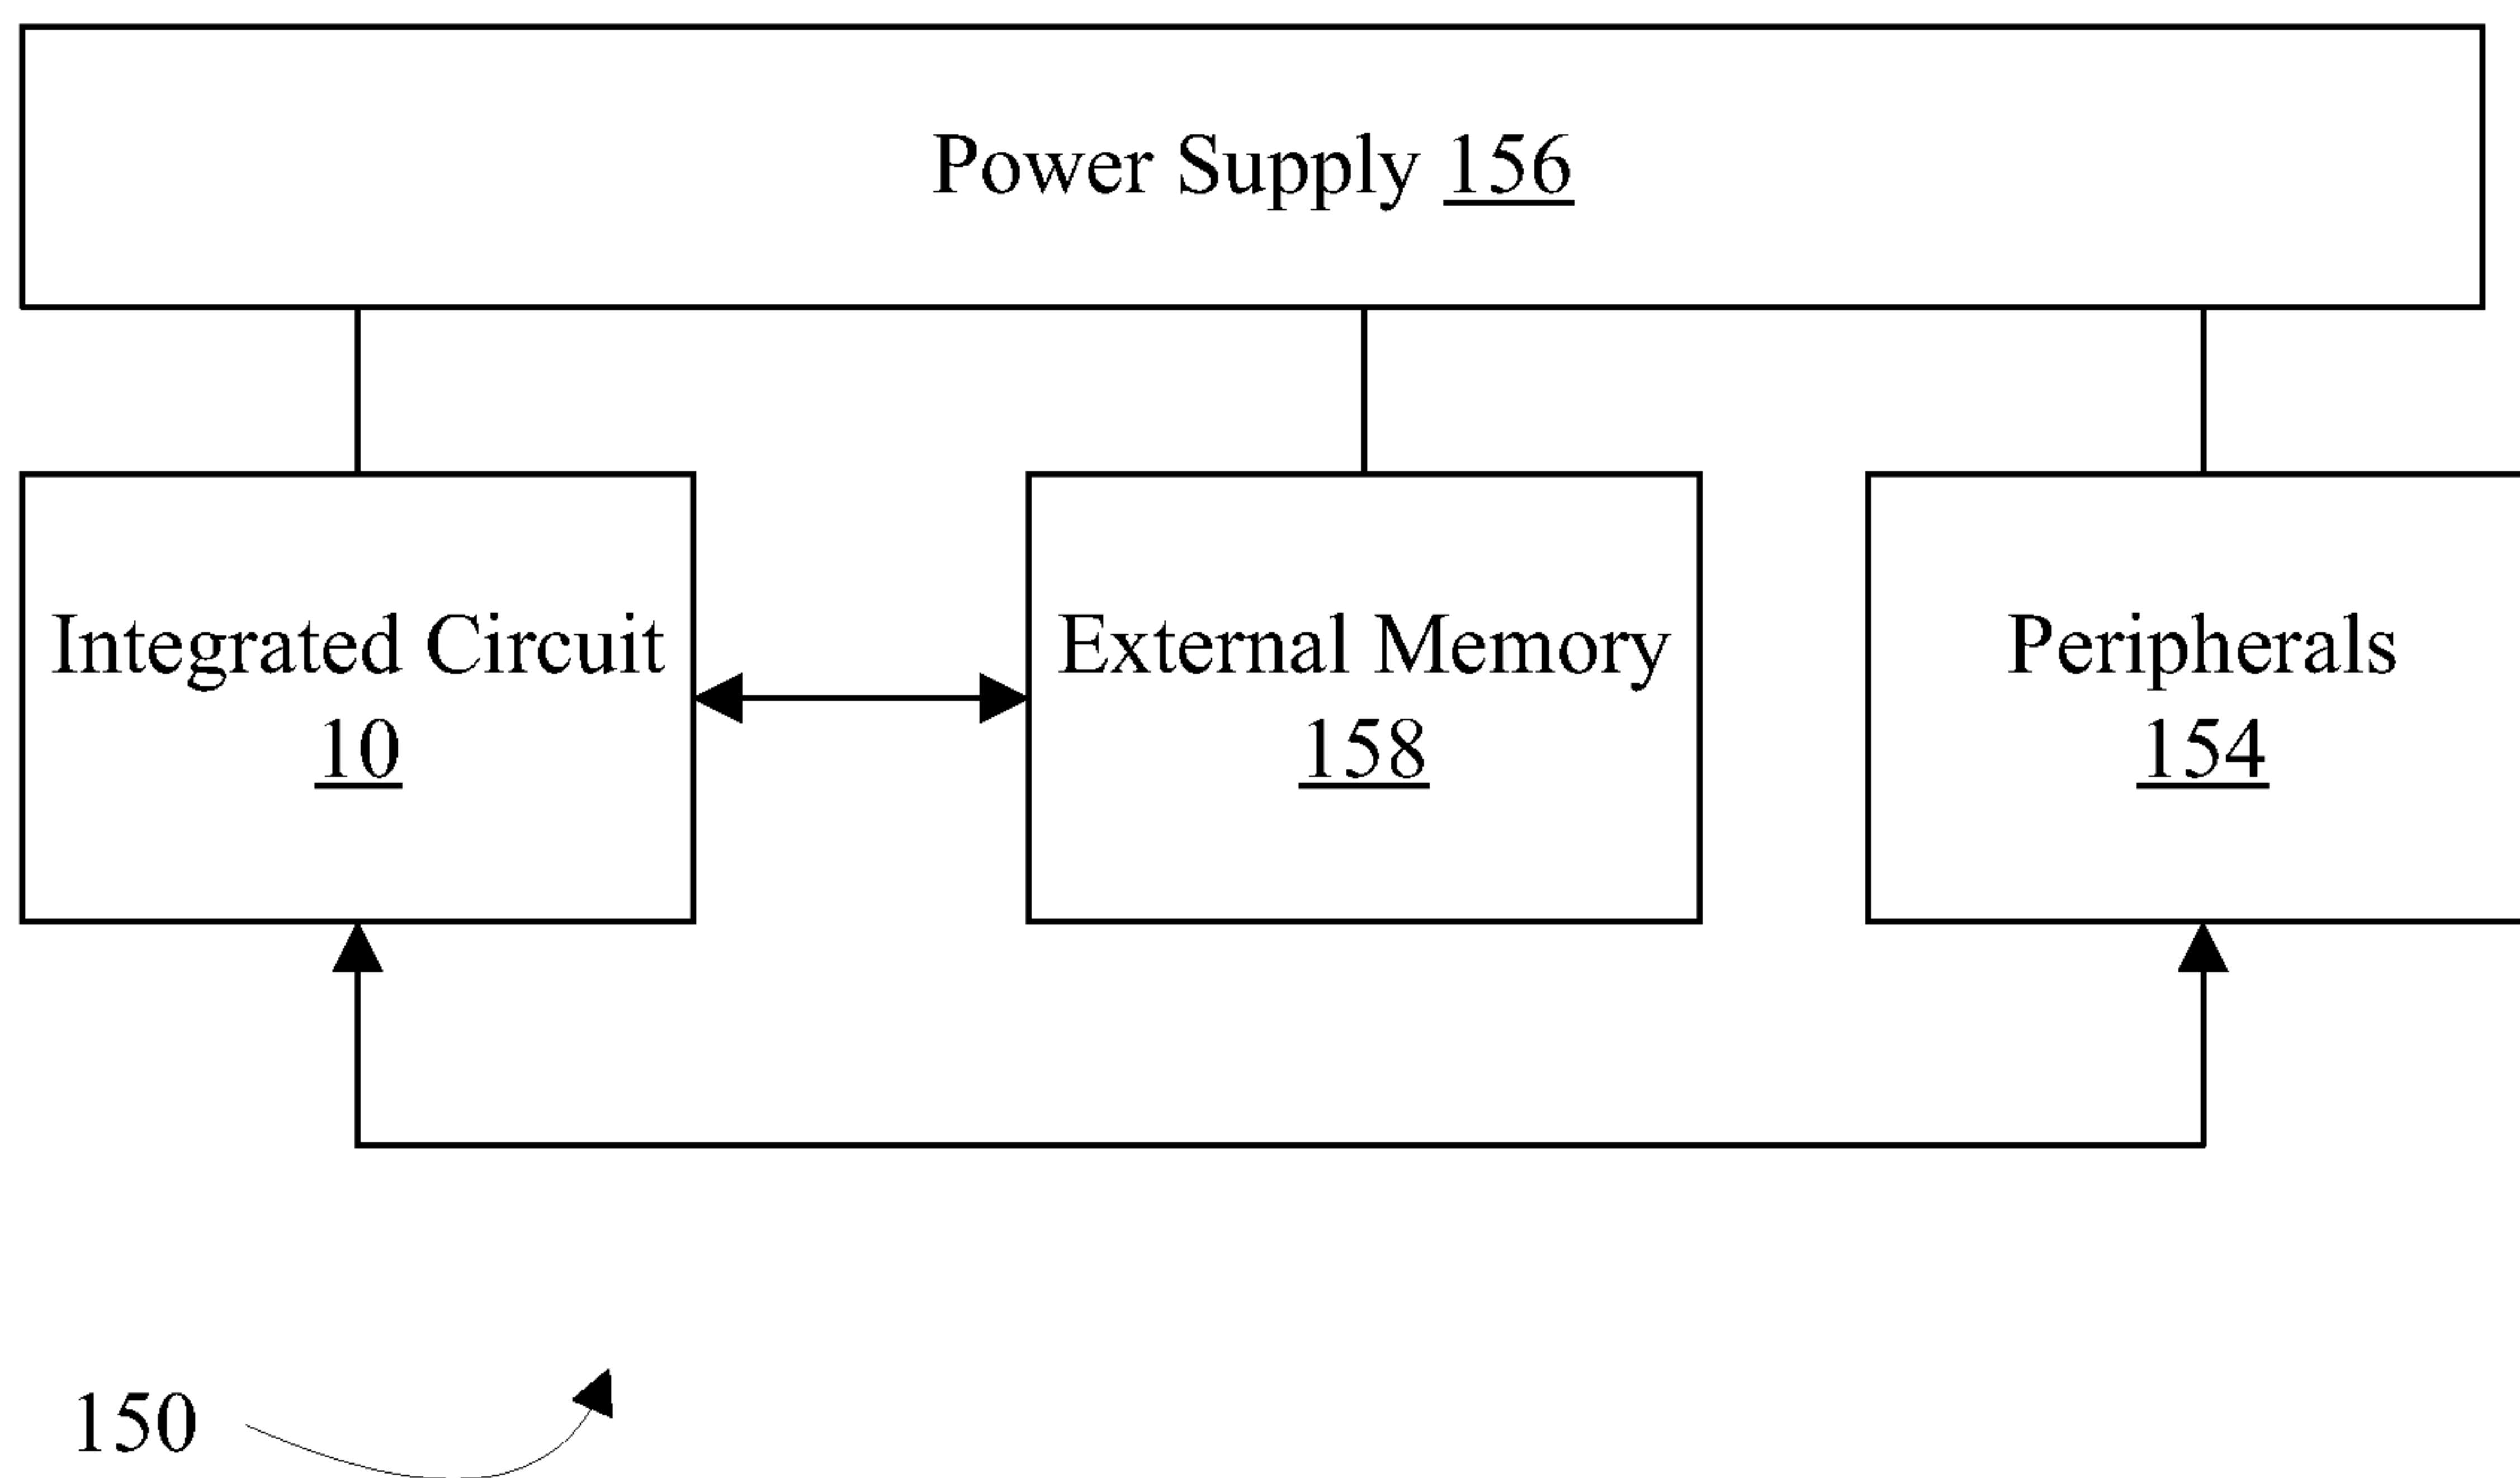 Power Supply 156
Integrated Circuit
10
External Memory
158
Peripherals
154
150